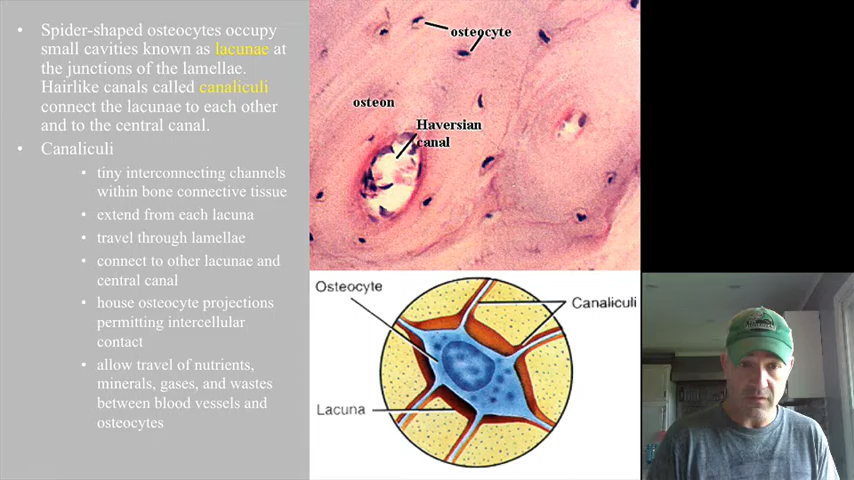 • Spider-shaped osteocytes occupy
small cavities known as lacunae at
the junctions of the lamellae.
Hairlike canals called canaliculi
connect the lacunae to each other
and to the central canal.
• Canaliculi
• tiny interconnecting channels
within bone connective tissue
• extend from each lacuna
• travel through lamellae
• connect to other lacunae and
central canal
• house osteocyte projections
permitting intercellular
contact
• allow travel of nutrients,
minerals, gases, and wastes
between blood vessels and
osteocytes
osteocyte
osteon
Haversian
canal
Osteocyte
Canaliculi
Lacuna